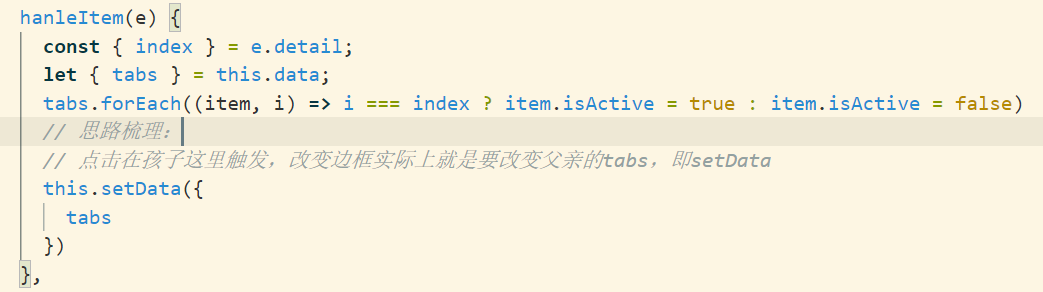 hanleItem(e) {
const { index } = e.detail;
let { tabs } = this.data;
tabs.forEach((item, i) => i === index ? item.isActive = true : item.isActive = false)
// 思路梳理：
// 点击在孩子这里触发，改变边框实际上就是要改变父亲的tabs，即setData
this.setData({
tabs
})
},